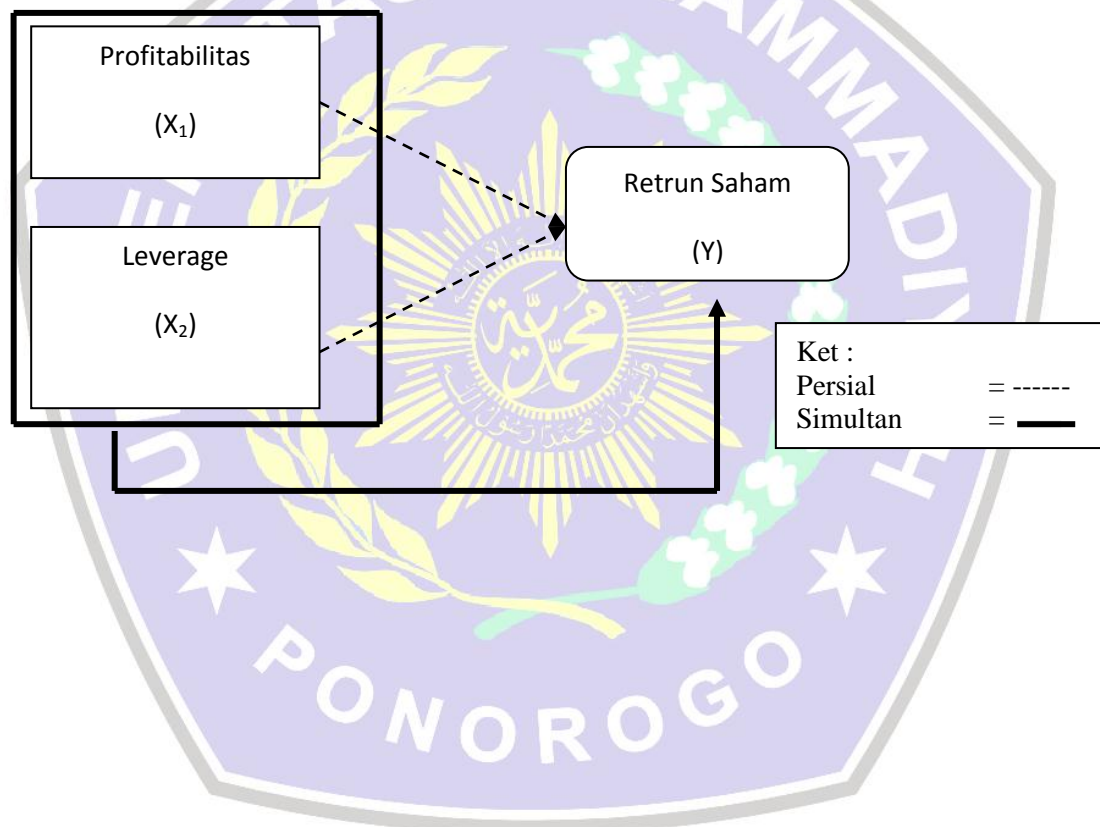 Profitabilitas
(X₁)
Leverage
(X₂)
Retrun Saham
(Y)
Ket :
Persial = ------
Simultan =
PONOROGO